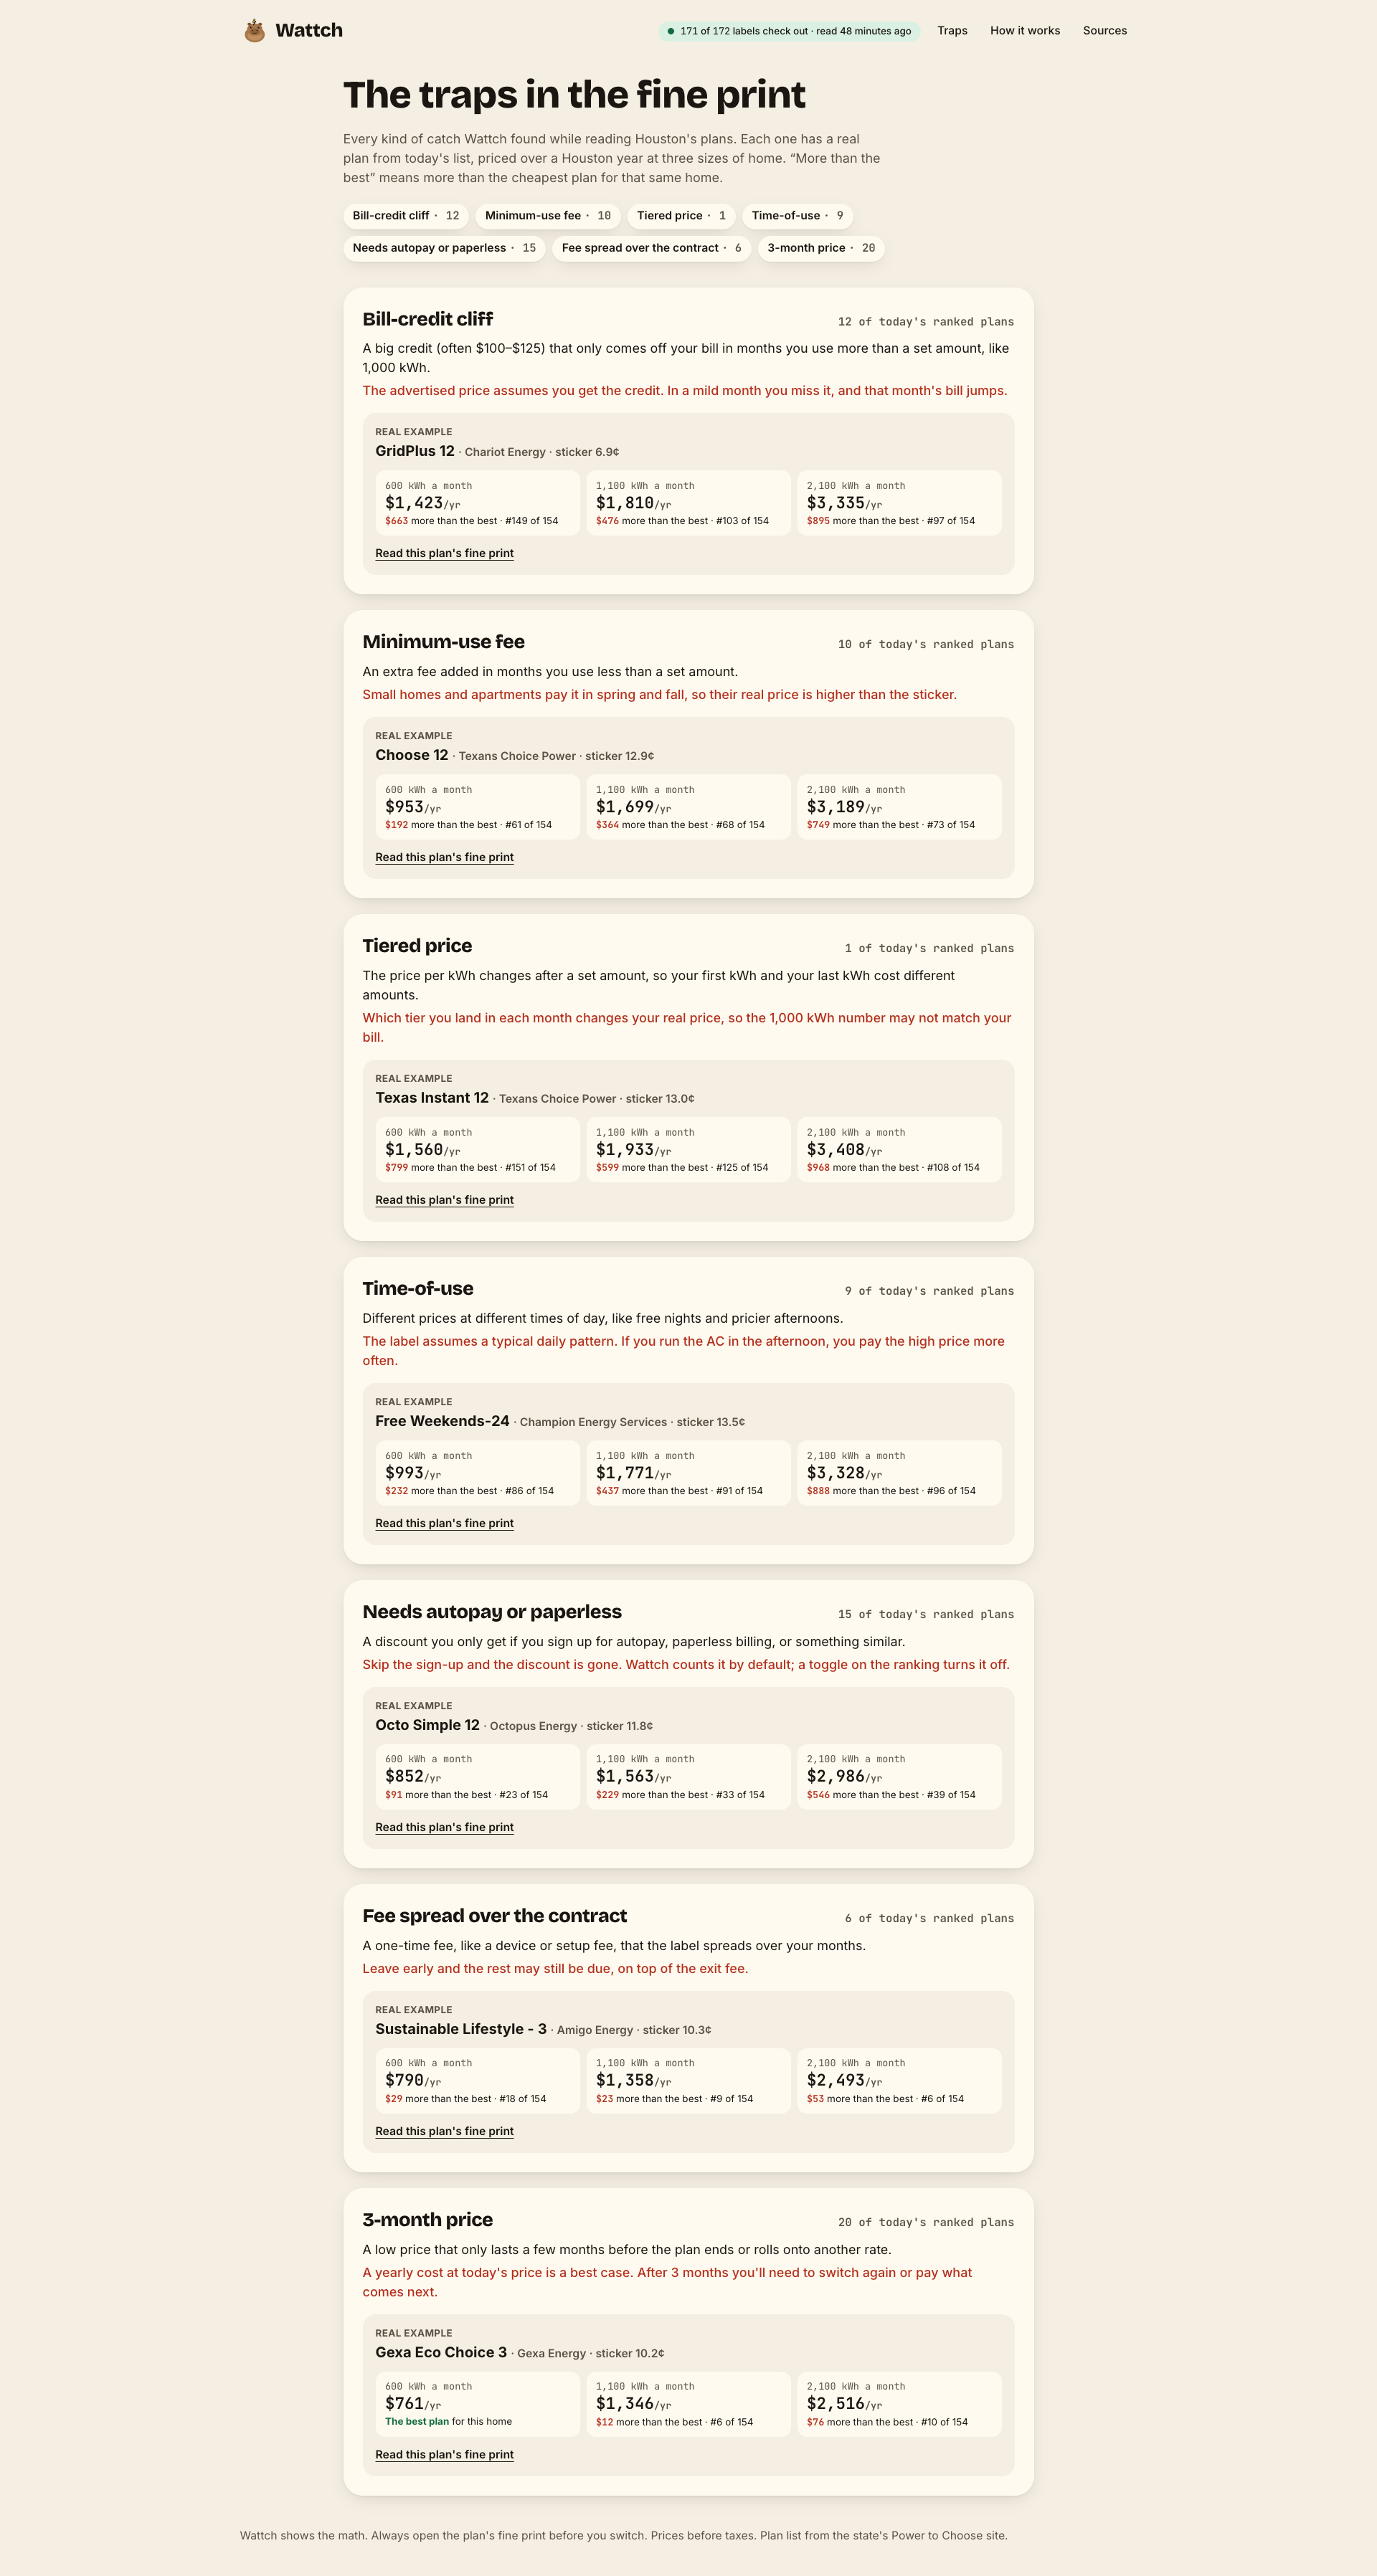 Wattch
171 of 172 labels check out · read 48 minutes ago
Traps
How it works
Sources
The traps in the fine print
Every kind of catch Wattch found while reading Houston's plans. Each one has a real
plan from today's list, priced over a Houston year at three sizes of home. “More than the
best” means more than the cheapest plan for that same home.
Bill-credit cliff · 12
Minimum-use fee · 10
Tiered price · 1
Time-of-use · 9
Needs autopay or paperless · 15
Fee spread over the contract · 6
3-month price · 20
Bill-credit cliff
12 of today's ranked plans
A big credit (often $100–$125) that only comes off your bill in months you use more than a set amount, like
1,000 kWh.
The advertised price assumes you get the credit. In a mild month you miss it, and that month's bill jumps.
REAL EXAMPLE
GridPlus 12 · Chariot Energy · sticker 6.9¢
600 kWh a month
$1,423/yr
$663 more than the best · #149 of 154
1,100 kWh a month
$1,810/yr
$476 more than the best · #103 of 154
2,100 kWh a month
$3,335/yr
$895 more than the best · #97 of 154
Read this plan's fine print
Minimum-use fee
10 of today's ranked plans
An extra fee added in months you use less than a set amount.
Small homes and apartments pay it in spring and fall, so their real price is higher than the sticker.
REAL EXAMPLE
Choose 12 · Texans Choice Power · sticker 12.9¢
600 kWh a month
$953/yr
$192 more than the best · #61 of 154
1,100 kWh a month
$1,699/yr
$364 more than the best · #68 of 154
2,100 kWh a month
$3,189/yr
$749 more than the best · #73 of 154
Read this plan's fine print
Tiered price
1 of today's ranked plans
The price per kWh changes after a set amount, so your first kWh and your last kWh cost different
amounts.
Which tier you land in each month changes your real price, so the 1,000 kWh number may not match your
bill.
REAL EXAMPLE
Texas Instant 12 · Texans Choice Power · sticker 13.0¢
600 kWh a month
$1,560/yr
$799 more than the best · #151 of 154
1,100 kWh a month
$1,933/yr
$599 more than the best · #125 of 154
2,100 kWh a month
$3,408/yr
$968 more than the best · #108 of 154
Read this plan's fine print
Time-of-use
9 of today's ranked plans
Different prices at different times of day, like free nights and pricier afternoons.
The label assumes a typical daily pattern. If you run the AC in the afternoon, you pay the high price more
often.
REAL EXAMPLE
Free Weekends-24 · Champion Energy Services · sticker 13.5¢
600 kWh a month
$993/yr
$232 more than the best · #86 of 154
1,100 kWh a month
$1,771/yr
$437 more than the best · #91 of 154
2,100 kWh a month
$3,328/yr
$888 more than the best · #96 of 154
Read this plan's fine print
Needs autopay or paperless
15 of today's ranked plans
A discount you only get if you sign up for autopay, paperless billing, or something similar.
Skip the sign-up and the discount is gone. Wattch counts it by default; a toggle on the ranking turns it off.
REAL EXAMPLE
Octo Simple 12 · Octopus Energy · sticker 11.8¢
600 kWh a month
$852/yr
$91 more than the best · #23 of 154
1,100 kWh a month
$1,563/yr
$229 more than the best · #33 of 154
2,100 kWh a month
$2,986/yr
$546 more than the best · #39 of 154
Read this plan's fine print
Fee spread over the contract
6 of today's ranked plans
A one-time fee, like a device or setup fee, that the label spreads over your months.
Leave early and the rest may still be due, on top of the exit fee.
REAL EXAMPLE
Sustainable Lifestyle - 3 · Amigo Energy · sticker 10.3¢
600 kWh a month
$790/yr
$29 more than the best · #18 of 154
1,100 kWh a month
$1,358/yr
$23 more than the best · #9 of 154
2,100 kWh a month
$2,493/yr
$53 more than the best · #6 of 154
Read this plan's fine print
3-month price
20 of today's ranked plans
A low price that only lasts a few months before the plan ends or rolls onto another rate.
A yearly cost at today's price is a best case. After 3 months you'll need to switch again or pay what
comes next.
REAL EXAMPLE
Gexa Eco Choice 3 · Gexa Energy · sticker 10.2¢
600 kWh a month
$761/yr
The best plan for this home
1,100 kWh a month
$1,346/yr
$12 more than the best · #6 of 154
2,100 kWh a month
$2,516/yr
$76 more than the best · #10 of 154
Read this plan's fine print
Wattch shows the math. Always open the plan's fine print before you switch. Prices before taxes. Plan list from the state's Power to Choose site.